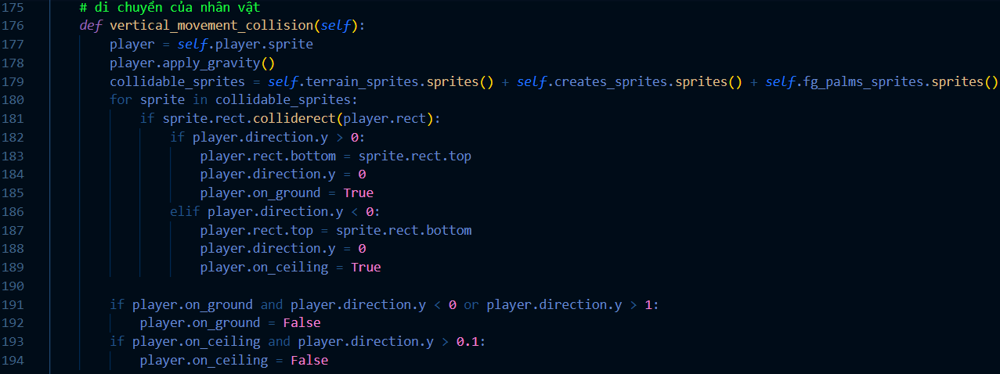 175 # di chuyển của nhân vật
176 def vertical_movement_collision(self):
177 player = self.player.sprite
178 player.apply_gravity()
179 collidable_sprites = self.terrain_sprites.sprites() + self.creates_sprites.sprites() + self.fg_palms_sprites.sprites()
180 for sprite in collidable_sprites:
181 if sprite.rect.colliderect(player.rect):
182 if player.direction.y > 0:
183 player.rect.bottom = sprite.rect.top
184 player.direction.y = 0
185 player.on_ground = True
186 elif player.direction.y < 0:
187 player.rect.top = sprite.rect.bottom
188 player.direction.y = 0
189 player.on_ceiling = True
190
191 if player.on_ground and player.direction.y < 0 or player.direction.y > 1:
192 player.on_ground = False
193 if player.on_ceiling and player.direction.y > 0.1:
194 player.on_ceiling = False